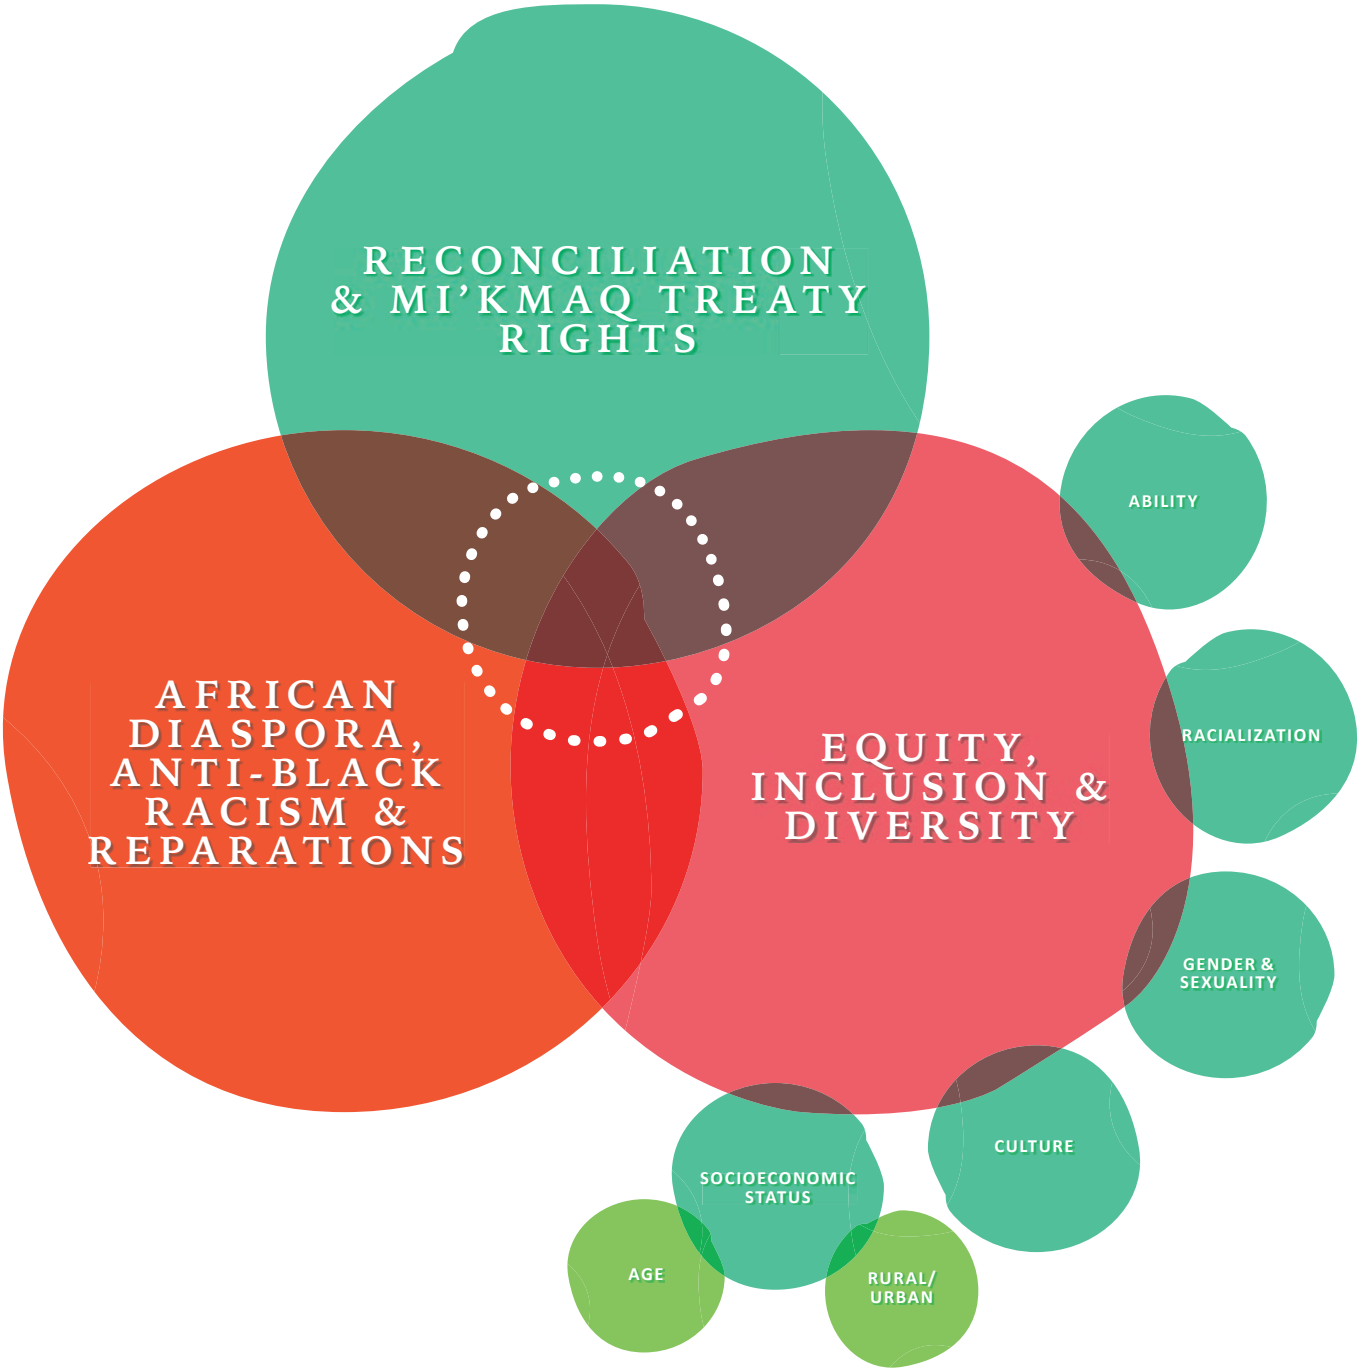 RECONCILIATION
& MI’KMAQ TREATY
RIGHTS
AFRICAN
DIASPORA,
ANTI-BLACK
RACISM &
REPARATIONS
EQUITY,
INCLUSION &
DIVERSITY
ABILITY
RACIALIZATION
GENDER &
SEXUALITY
CULTURE
SOCIOECONOMIC
STATUS
AGE
RURAL/
URBAN